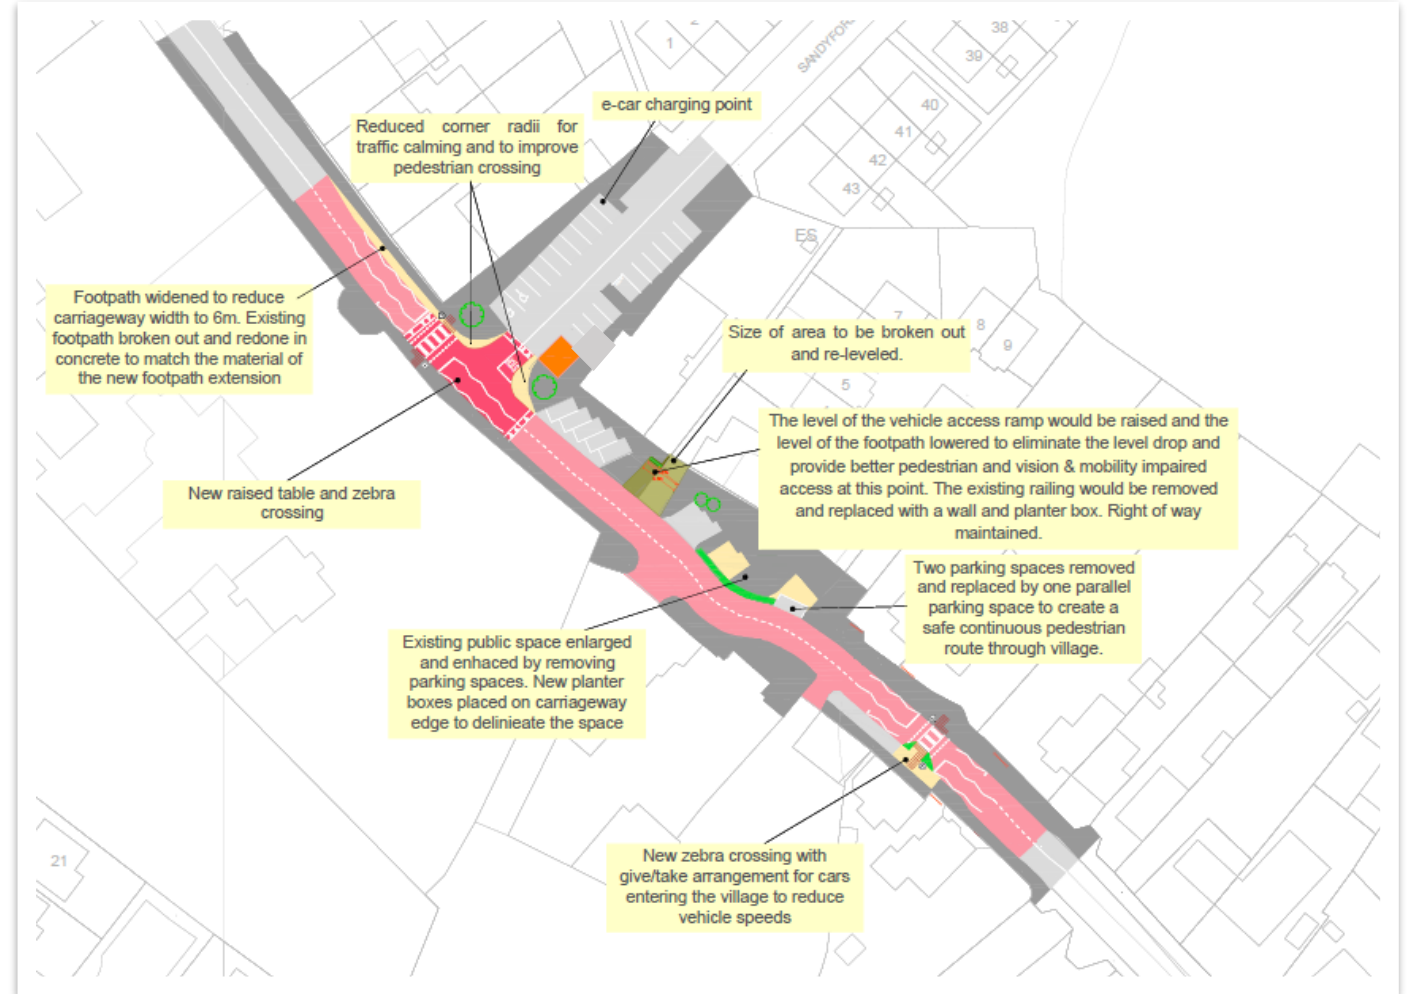 2
1
38
39
SANDYFOR
40
41
42
43
e-car charging point
Reduced corner radii for
traffic calming and to improve
pedestrian crossing
ES
Footpath widened to reduce
carriageway width to 6m. Existing
footpath broken out and redone in
concrete to match the material of
the new footpath extension
7
8
9
5
Size of area to be broken out
and re-leveled.
The level of the vehicle access ramp would be raised and the
level of the footpath lowered to eliminate the level drop and
provide better pedestrian and vision & mobility impaired
access at this point. The existing railing would be removed
and replaced with a wall and planter box. Right of way
maintained.
New raised table and zebra
crossing
Two parking spaces removed
and replaced by one parallel
parking space to create a
safe continuous pedestrian
route through village.
Existing public space enlarged
and enhaced by removing
parking spaces. New planter
boxes placed on carriageway
edge to delinieate the space
New zebra crossing with
give/take arrangement for cars
entering the village to reduce
vehicle speeds
21